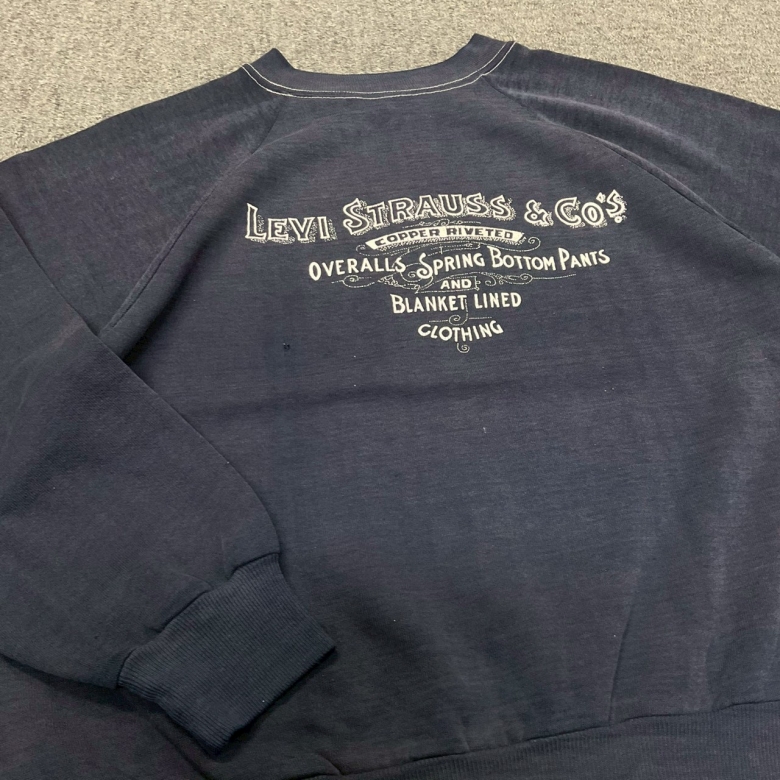 LEVI STRAUSS & CO'S.
COPPER RIVETED
OVERALLS, SPRING BOTTOM PANTS
AND
BLANKET LINED
CLOTHING